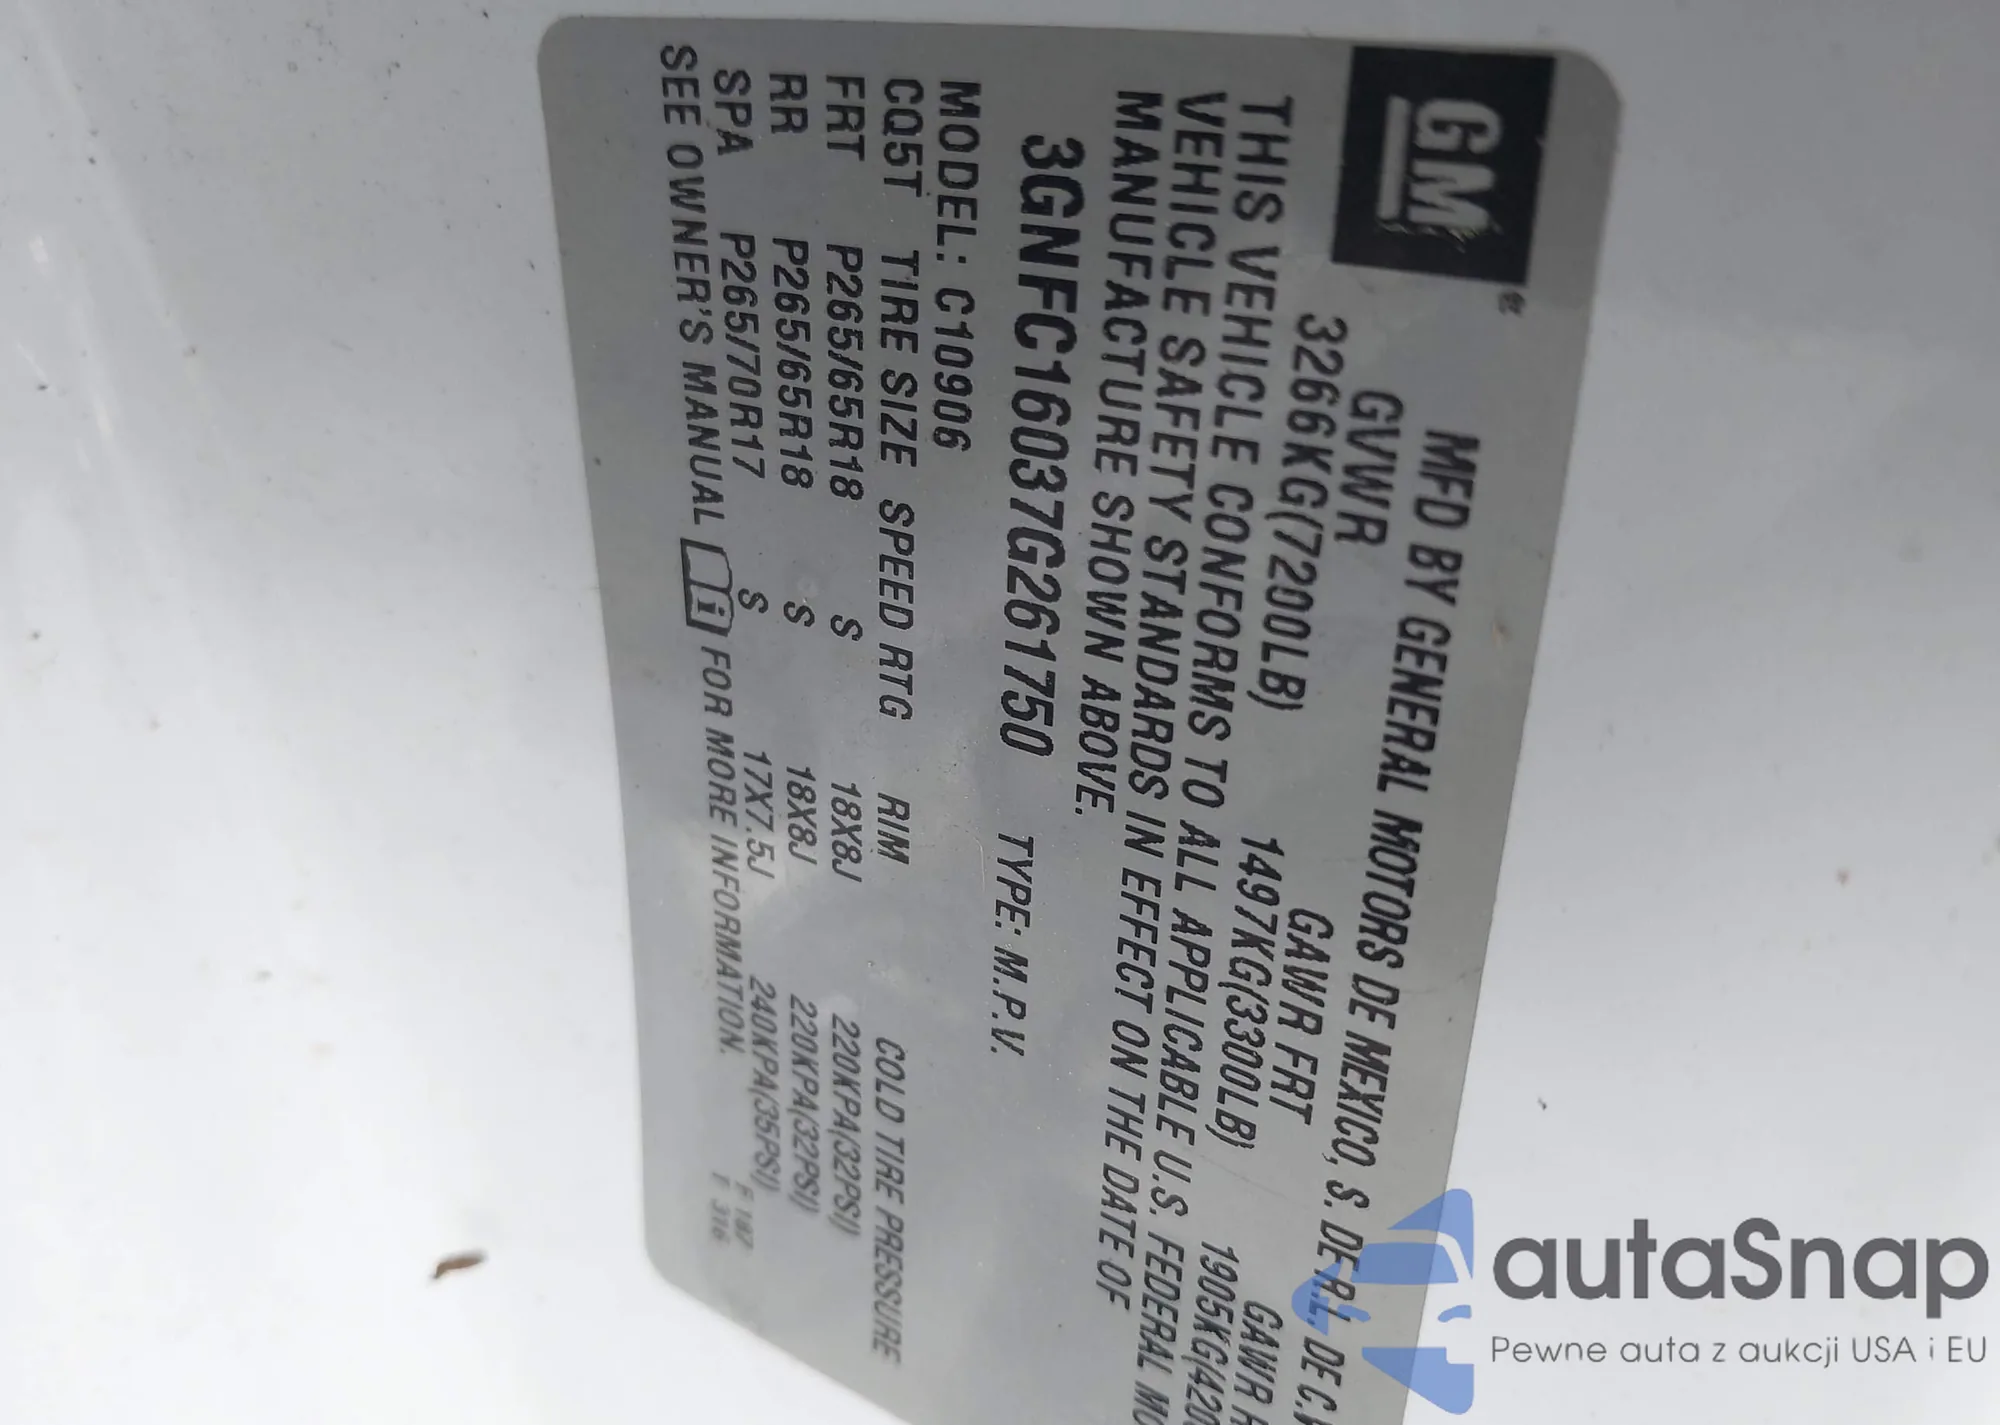 GM
MFD BY GENERAL MOTORS DE MEXICO, S. DE R.L. DE C.
GVWR GAWR FRT GAWR
3266KG(7200LB) 1497KG(3300LB) 1905KG(420
THIS VEHICLE CONFORMS TO ALL APPLICABLE U.S. FEDERAL MO
VEHICLE SAFETY STANDARDS IN EFFECT ON THE DATE OF
MANUFACTURE SHOWN ABOVE.
3GNFC16037G261750 TYPE: M.P.V.
MODEL: C10906
CQ5T TIRE SIZE SPEED RTG RIM COLD TIRE PRESSURE
FRT P265/65R18 S 18X8J 220KPA(32PSI)
RR P265/65R18 S 18X8J 220KPA(32PSI)
SPA P265/70R17 S 17X7.5J 240KPA(35PSI)
SEE OWNER'S MANUAL i FOR MORE INFORMATION.
autaSnap
Pewne auta z aukcji USA i EU